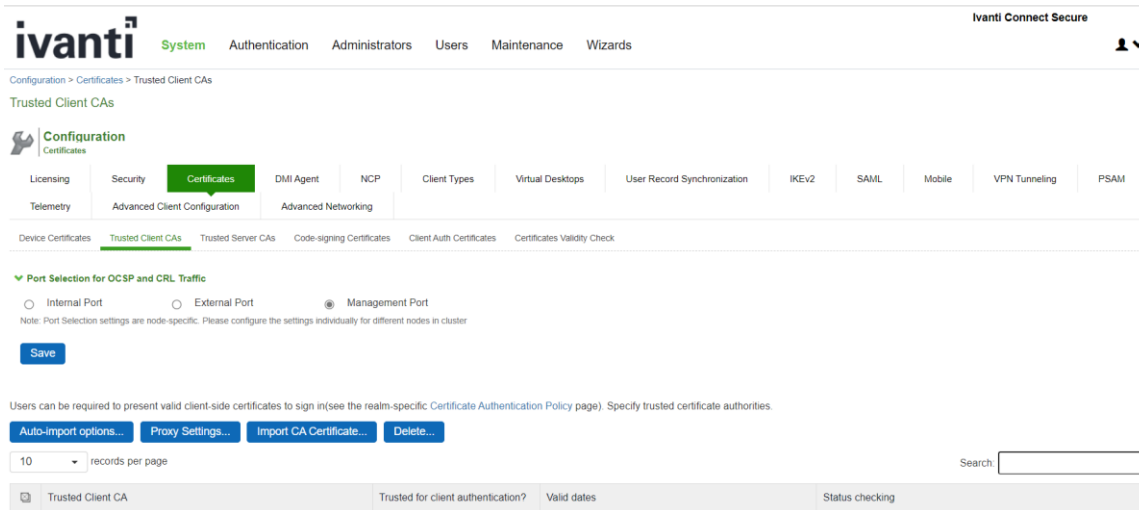 Ivanti Connect Secure
ivanti
System Authentication Administrators Users Maintenance Wizards
Configuration > Certificates > Trusted Client CAs
Trusted Client CAs
Configuration
Certificates
Licensing Security Certificates DMI Agent NCP Client Types Virtual Desktops User Record Synchronization IKEv2 SAML Mobile VPN Tunneling PSAM
Telemetry Advanced Client Configuration Advanced Networking
Device Certificates Trusted Client CAs Trusted Server CAs Code-signing Certificates Client Auth Certificates Certificates Validity Check
Port Selection for OCSP and CRL Traffic
Internal Port External Port Management Port
Note: Port Selection settings are node-specific. Please configure the settings individually for different nodes in cluster
Save
Users can be required to present valid client-side certificates to sign in(see the realm-specific Certificate Authentication Policy page). Specify trusted certificate authorities.
Auto-import options... Proxy Settings... Import CA Certificate... Delete...
10 records per page Search:
Trusted Client CA Trusted for client authentication? Valid dates Status checking